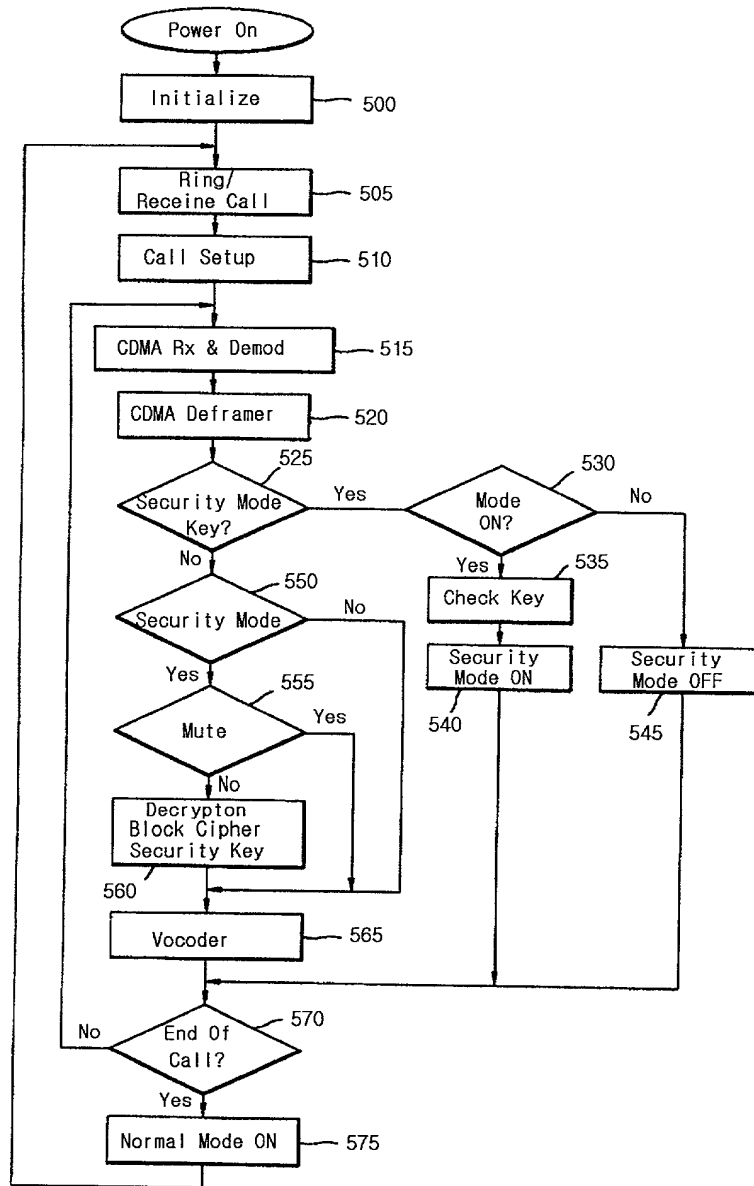 Power On
Initialize
500
Ring/
Receine Call
505
Call Setup
510
CDMA Rx & Demod
515
CDMA Deframer
520
525
Security Mode
Key?
Yes
No
530
Mode
ON?
No
Yes
535
Check Key
550
Security Mode
No
Yes
Security
Mode ON
540
Security
Mode OFF
545
555
Mute
Yes
No
Decrypton
Block Cipher
Security Key
560
Vocoder
565
570
End Of
Call?
No
Yes
Normal Mode ON
575